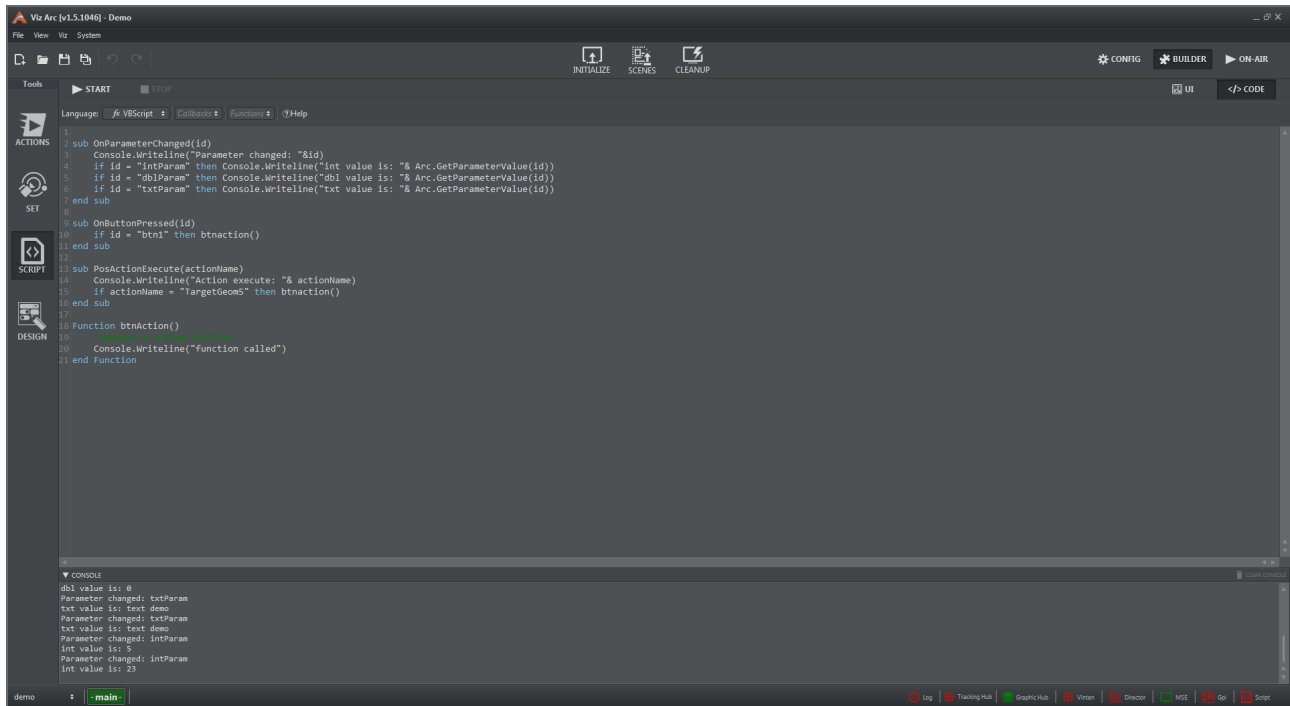 Viz Arc [v1.5.1046] - Demo
File View Viz System
INITIALIZE SCENES CLEANUP
CONFIG BUILDER ON-AIR
Tools
START STOP
UI </> CODE
Language: fx VBScript Callbacks Functions Help
ACTIONS
SET
SCRIPT
DESIGN
1
2 sub OnParameterChanged(id)
3 Console.Writeline("Parameter changed: "&id)
4 if id = "intParam" then Console.Writeline("int value is: "& Arc.GetParameterValue(id))
5 if id = "dblParam" then Console.Writeline("dbl value is: "& Arc.GetParameterValue(id))
6 if id = "txtParam" then Console.Writeline("txt value is: "& Arc.GetParameterValue(id))
7 end sub
8
9 sub OnButtonPressed(id)
10 if id = "btn1" then btnaction()
11 end sub
12
13 sub PosActionExecute(actionName)
14 Console.Writeline("Action execute: "& actionName)
15 if actionName = "TargetGeom5" then btnaction()
16 end sub
17
18 Function btnAction()
19
20 Console.Writeline("function called")
21 end Function
CONSOLE CLEAR CONSOLE
dbl value is: 0
Parameter changed: txtParam
txt value is: text demo
Parameter changed: txtParam
txt value is: text demo
Parameter changed: intParam
int value is: 5
Parameter changed: intParam
int value is: 23
demo -main- Log Tracking Hub Graphic Hub Vinten Director MSE Gpi Script